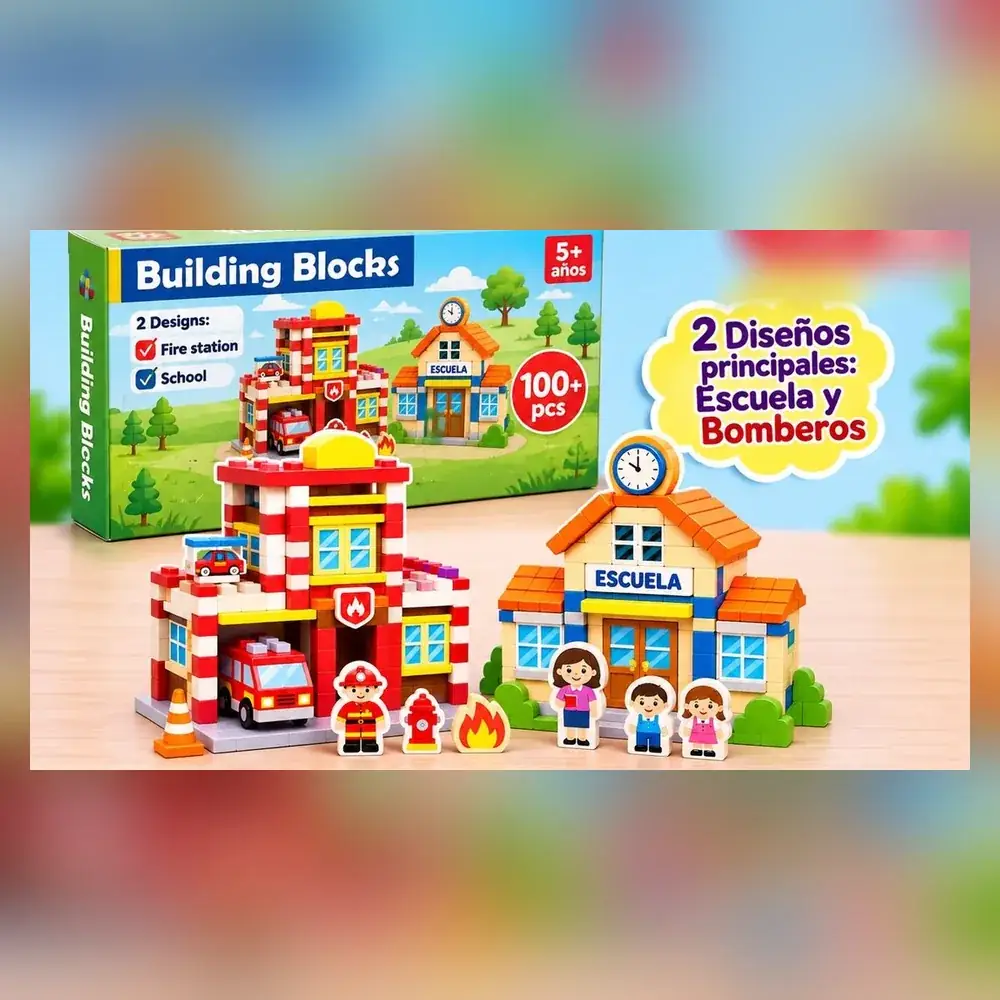 Building Blocks
5+
años
2 Designs:
Fire station
School
ESCUELA
100+
pcs
Building Blocks
2 Diseños
principales:
Escuela y
Bomberos
ESCUELA